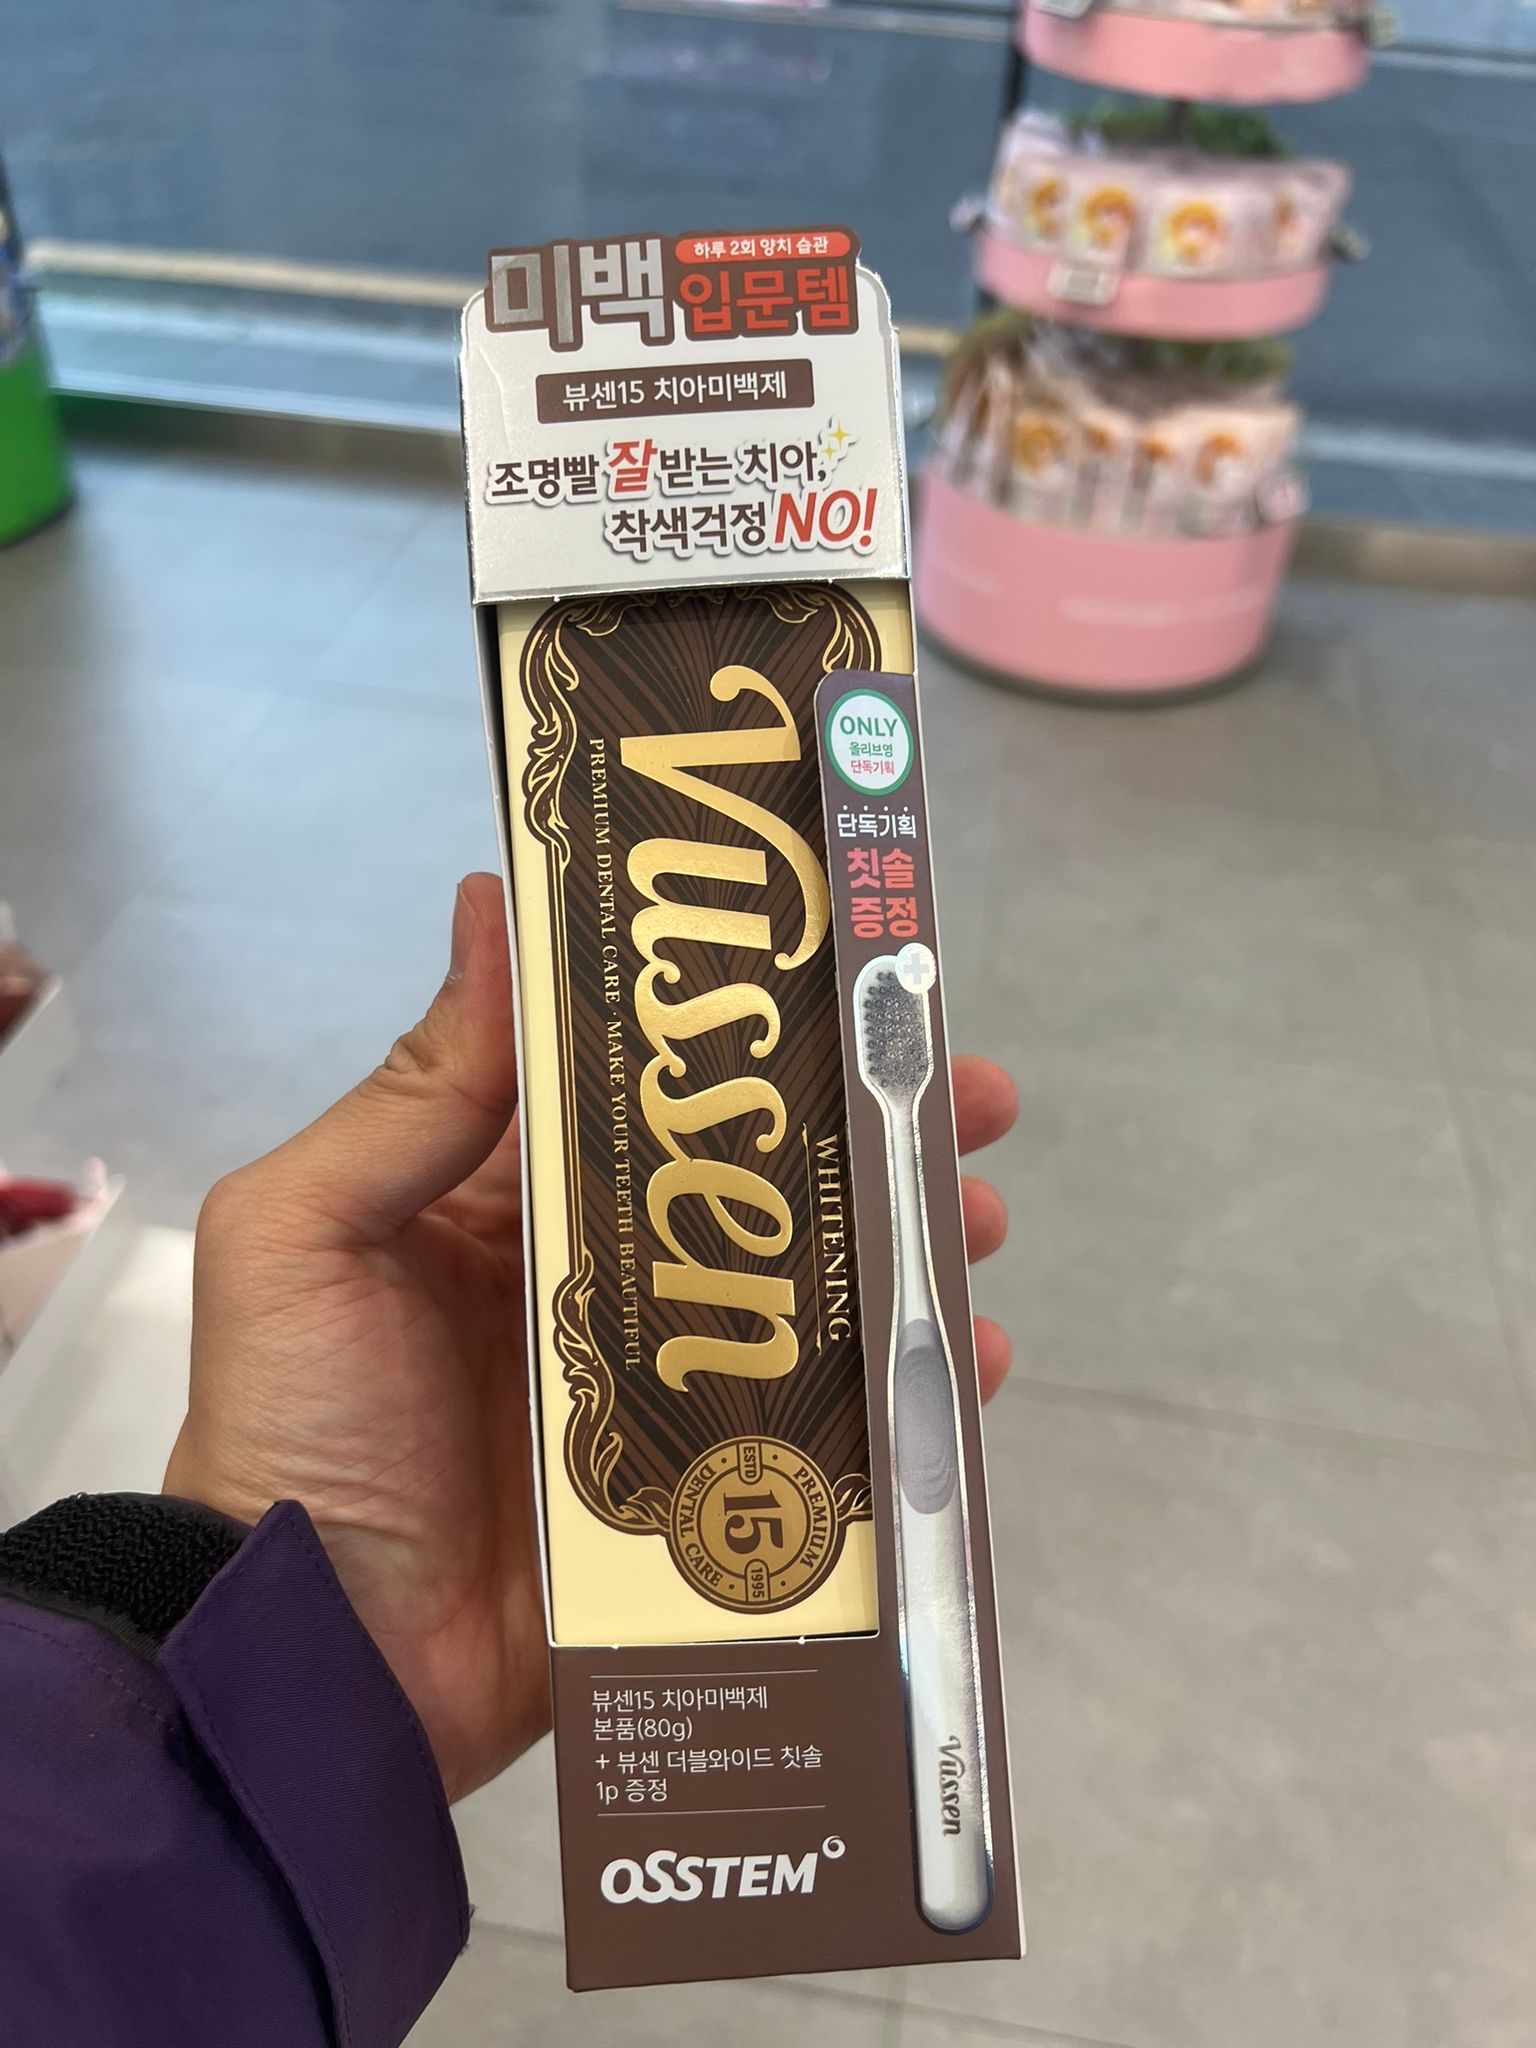 미백
하루 2회 양치 습관
입문템
뷰센15 치아미백제
조명빨 잘 받는 치아,
착색걱정 NO!
Vussen
WHITENING
PREMIUM DENTAL CARE · MAKE YOUR TEETH BEAUTIFUL
PREMIUM
ESTD 15 1995
DENTAL CARE
ONLY
올리브영
단독기획
단독기획
칫솔
증정
Vussen
뷰센15 치아미백제
본품(80g)
+ 뷰센 더블와이드 칫솔
1p 증정
OSSTEM